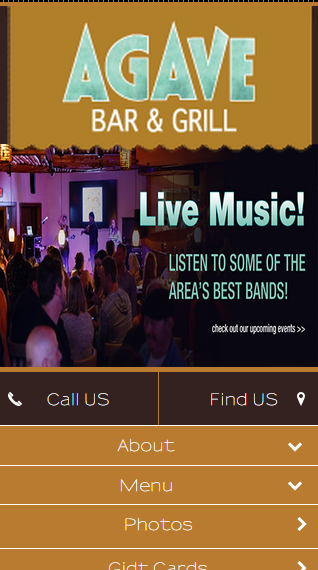 AGAVE
BAR & GRILL
Live Music!
LISTEN TO SOME OF THE
AREA'S BEST BANDS!
check out our upcoming events >>
Call US
Find US
About
Menu
Photos
Gidt Cards